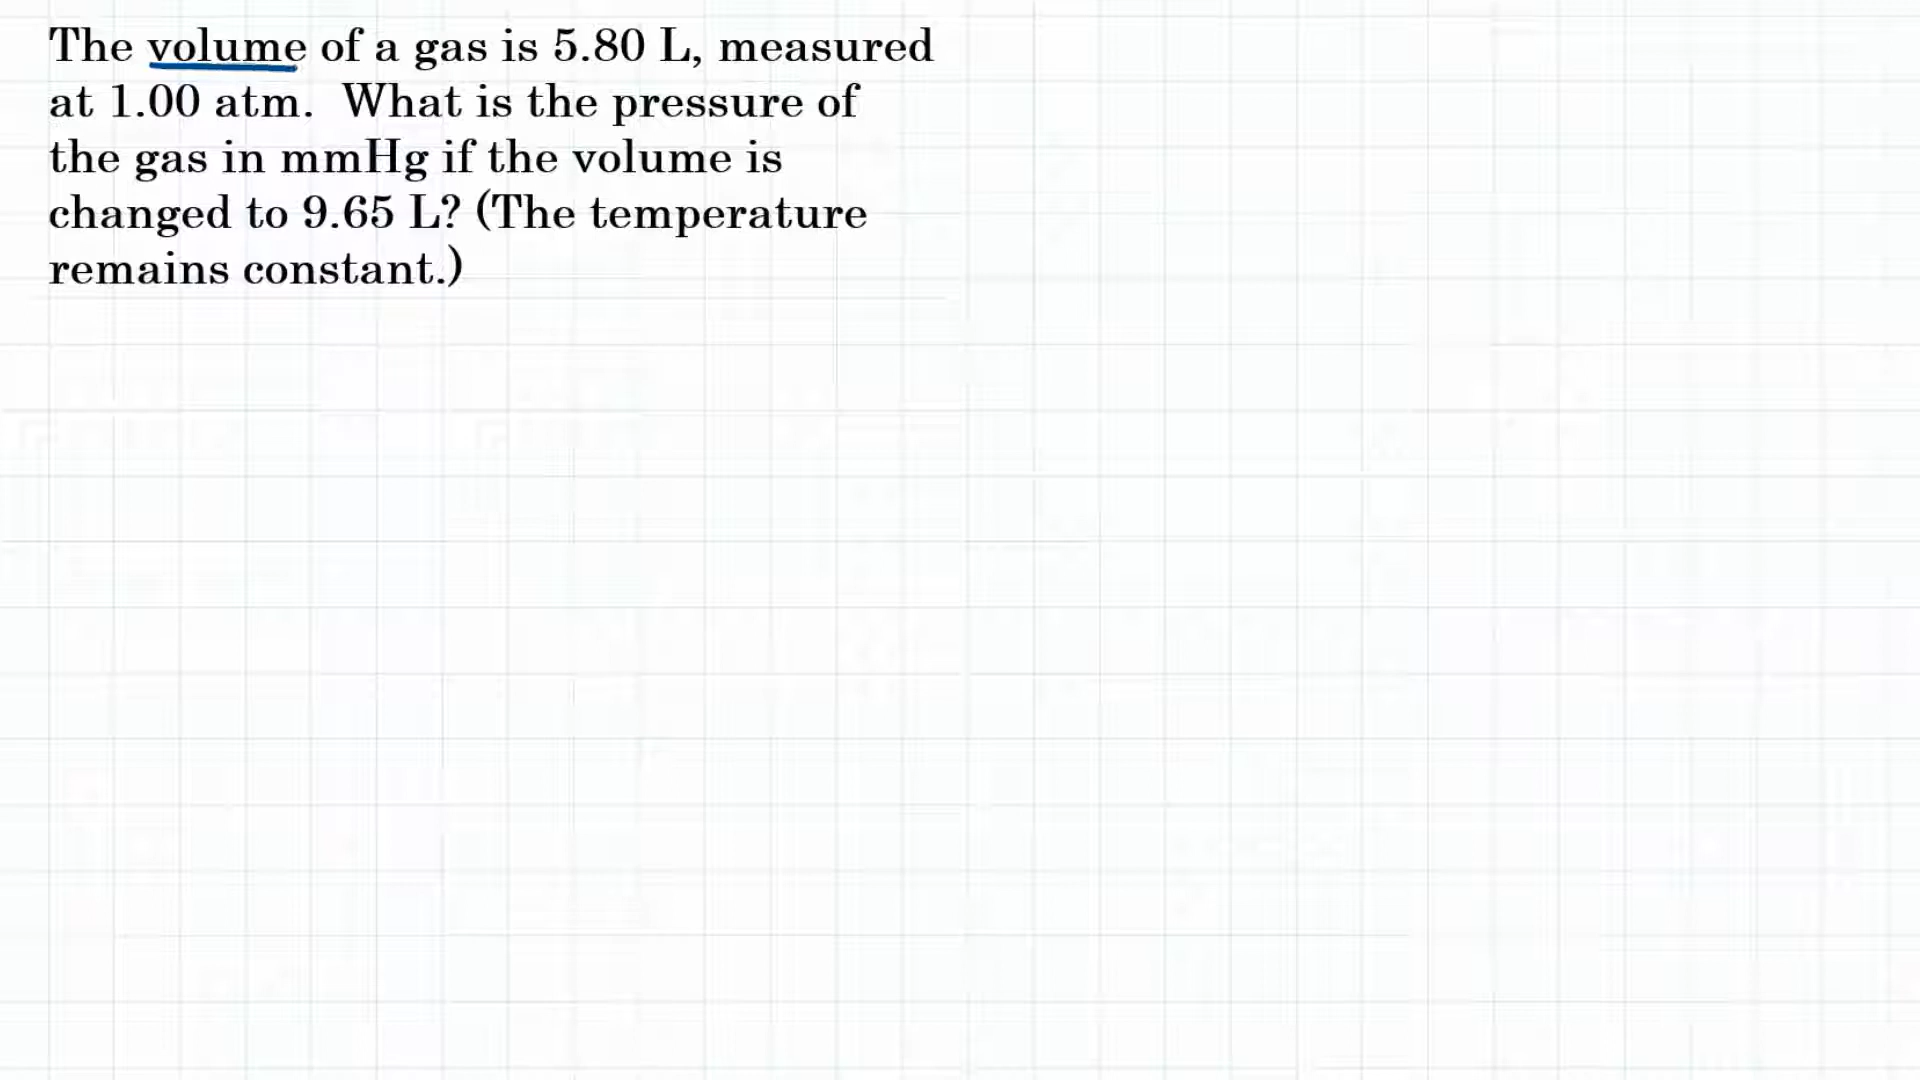 The volume of a gas is 5.80 L, measured
at 1.00 atm.  What is the pressure of
the gas in mmHg if the volume is
changed to 9.65 L? (The temperature
remains constant.)